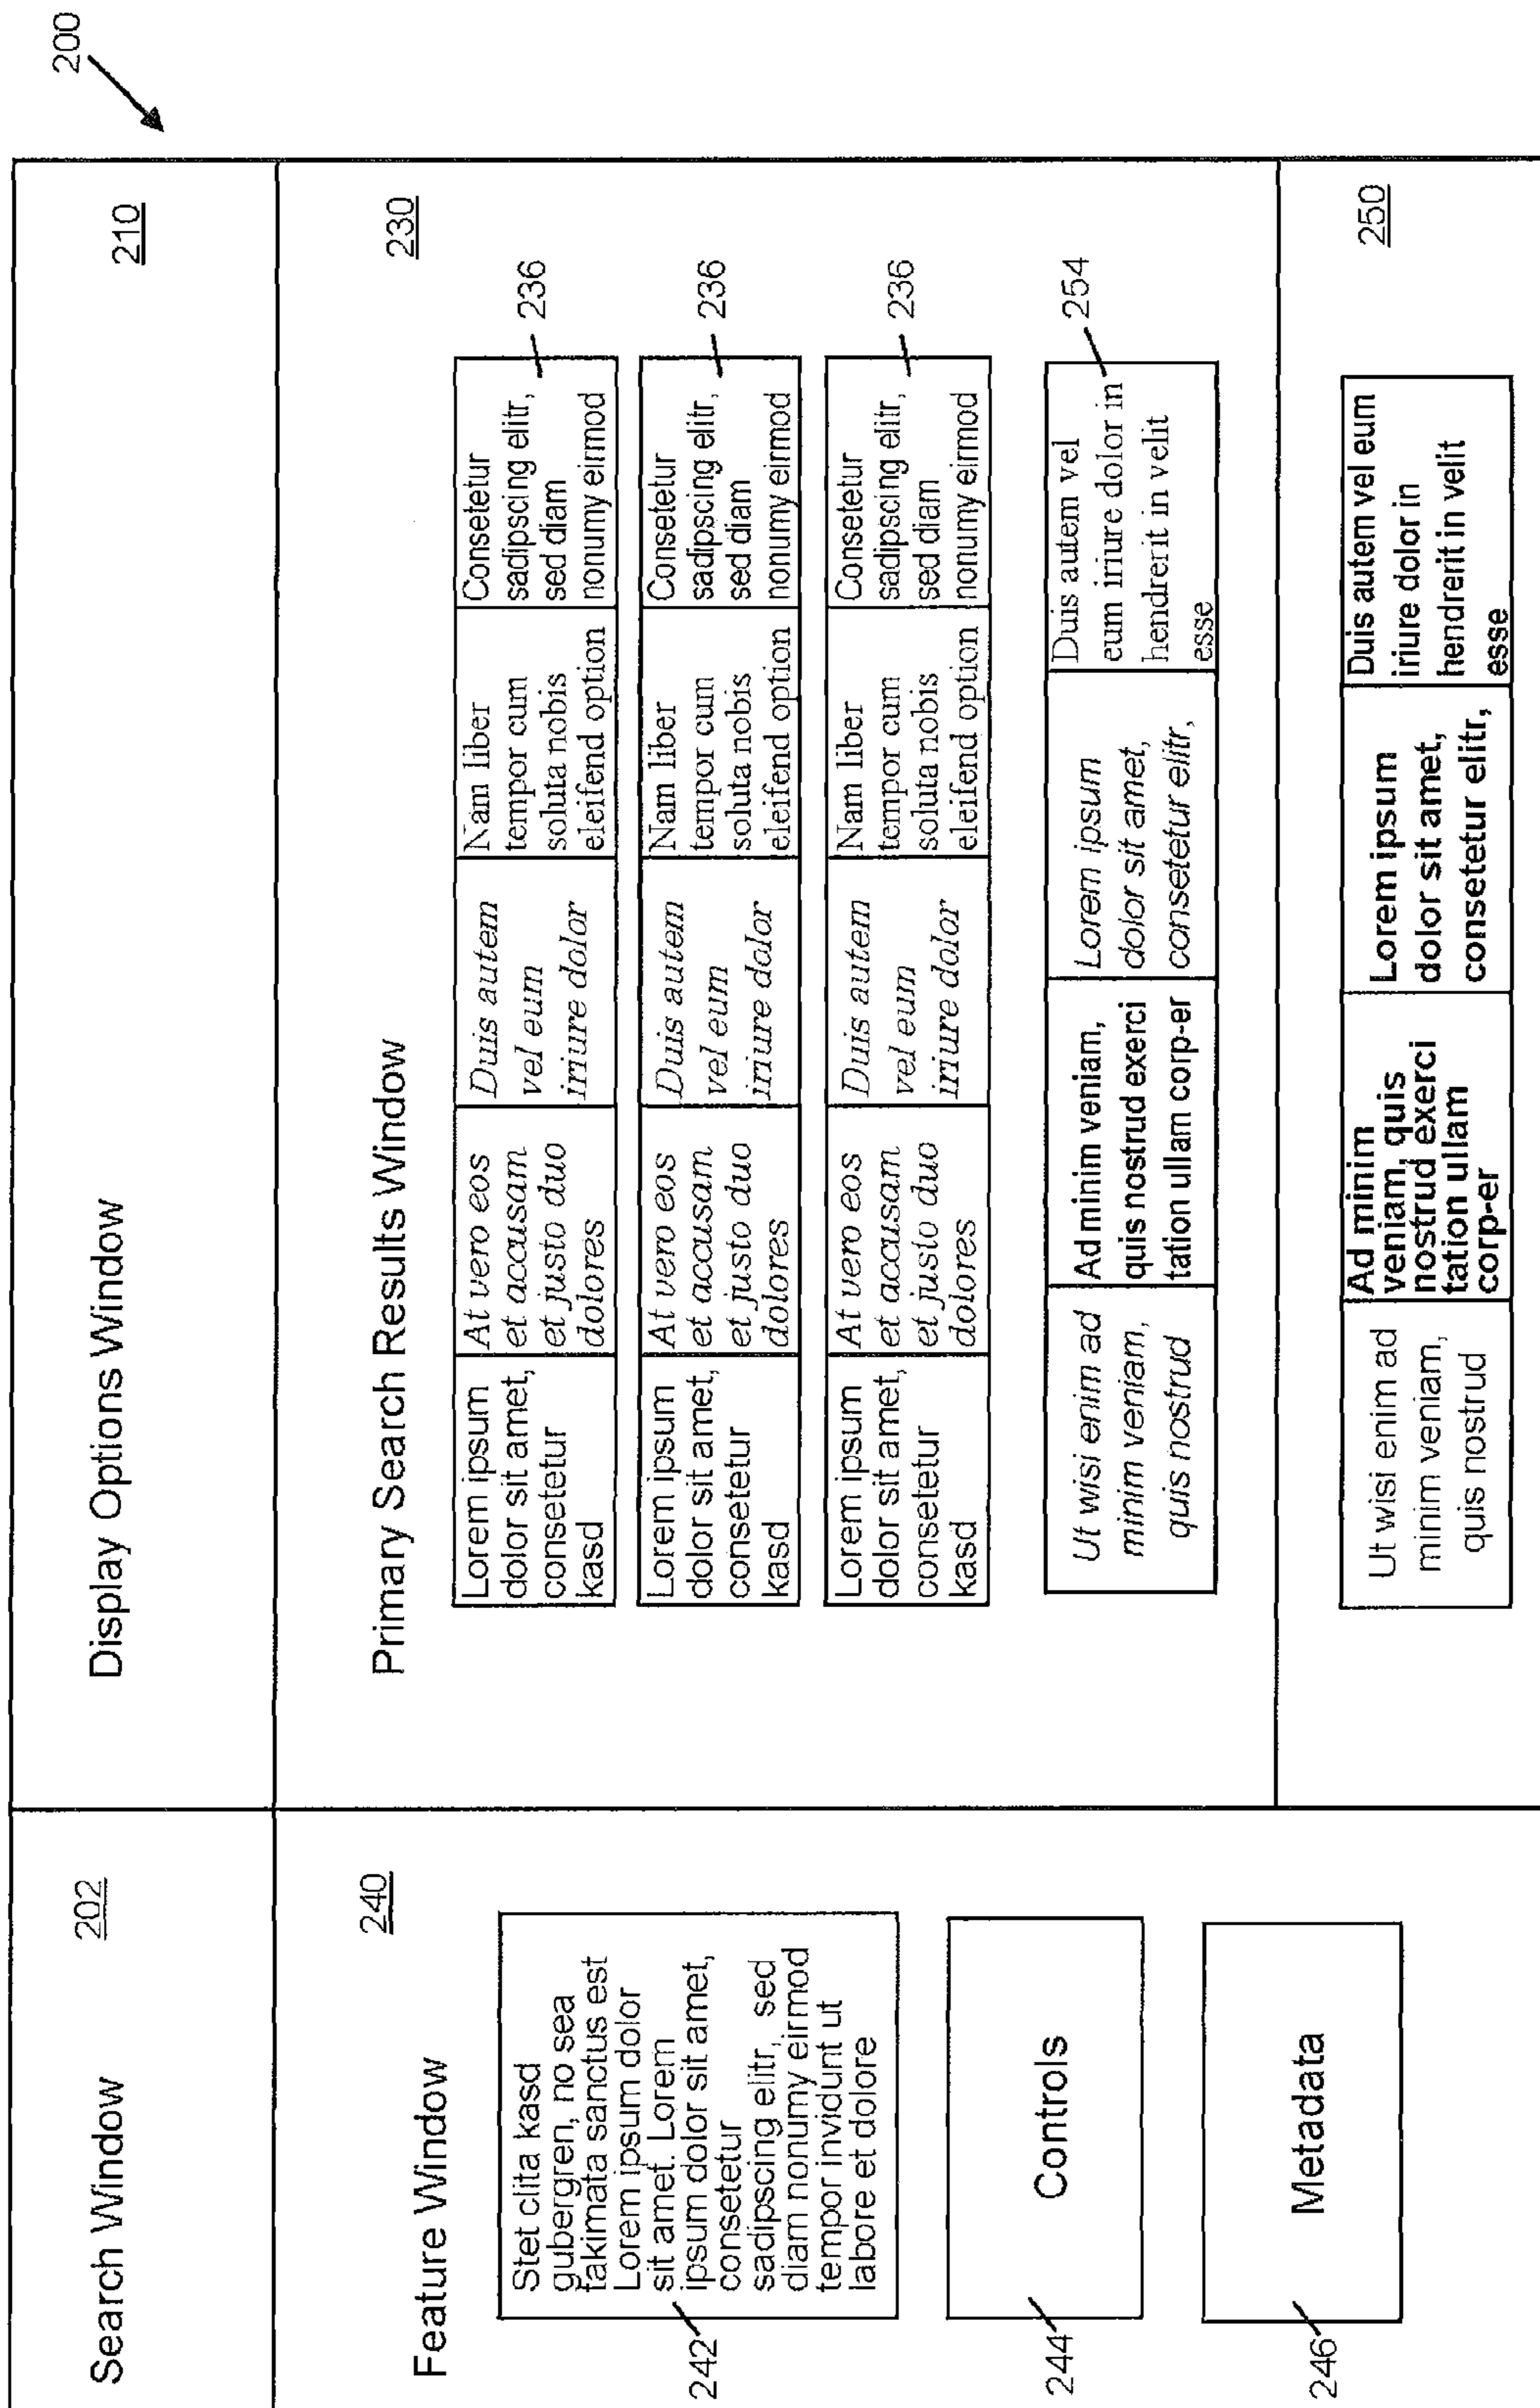 200
Search Window
202
Display Options Window
210
Feature Window
240
Stet clita kasd
gubergren, no sea
takimata sanctus est
Lorem ipsum dolor
sit amet. Lorem
ipsum dolor sit amet,
consetetur
sadipscing elitr, sed
diam nonumy eirmod
tempor invidunt ut
labore et dolore
242
Controls
244
Metadata
246
Primary Search Results Window
230
Lorem ipsum
dolor sit amet,
consetetur
kasd
At vero eos
et accusam
et justo duo
dolores
Duis autem
vel eum
iriure dolor
Nam liber
tempor cum
soluta nobis
eleifend option
Consetetur
sadipscing elitr,
sed diam
nonumy eirmod
236
Lorem ipsum
dolor sit amet,
consetetur
kasd
At vero eos
et accusam
et justo duo
dolores
Duis autem
vel eum
iriure dolor
Nam liber
tempor cum
soluta nobis
eleifend option
Consetetur
sadipscing elitr,
sed diam
nonumy eirmod
236
Lorem ipsum
dolor sit amet,
consetetur
kasd
At vero eos
et accusam
et justo duo
dolores
Duis autem
vel eum
iriure dolor
Nam liber
tempor cum
soluta nobis
eleifend option
Consetetur
sadipscing elitr,
sed diam
nonumy eirmod
236
Ut wisi enim ad
minim veniam,
quis nostrud
Ad minim veniam,
quis nostrud exerci
tation ullam corp-er
Lorem ipsum
dolor sit amet,
consetetur elitr,
Duis autem vel
eum iriure dolor in
hendrerit in velit
esse
254
250
Ut wisi enim ad
minim veniam,
quis nostrud
Ad minim
veniam, quis
nostrud exerci
tation ullam
corp-er
Lorem ipsum
dolor sit amet,
consetetur elitr,
Duis autem vel eum
iriure dolor in
hendrerit in velit
esse